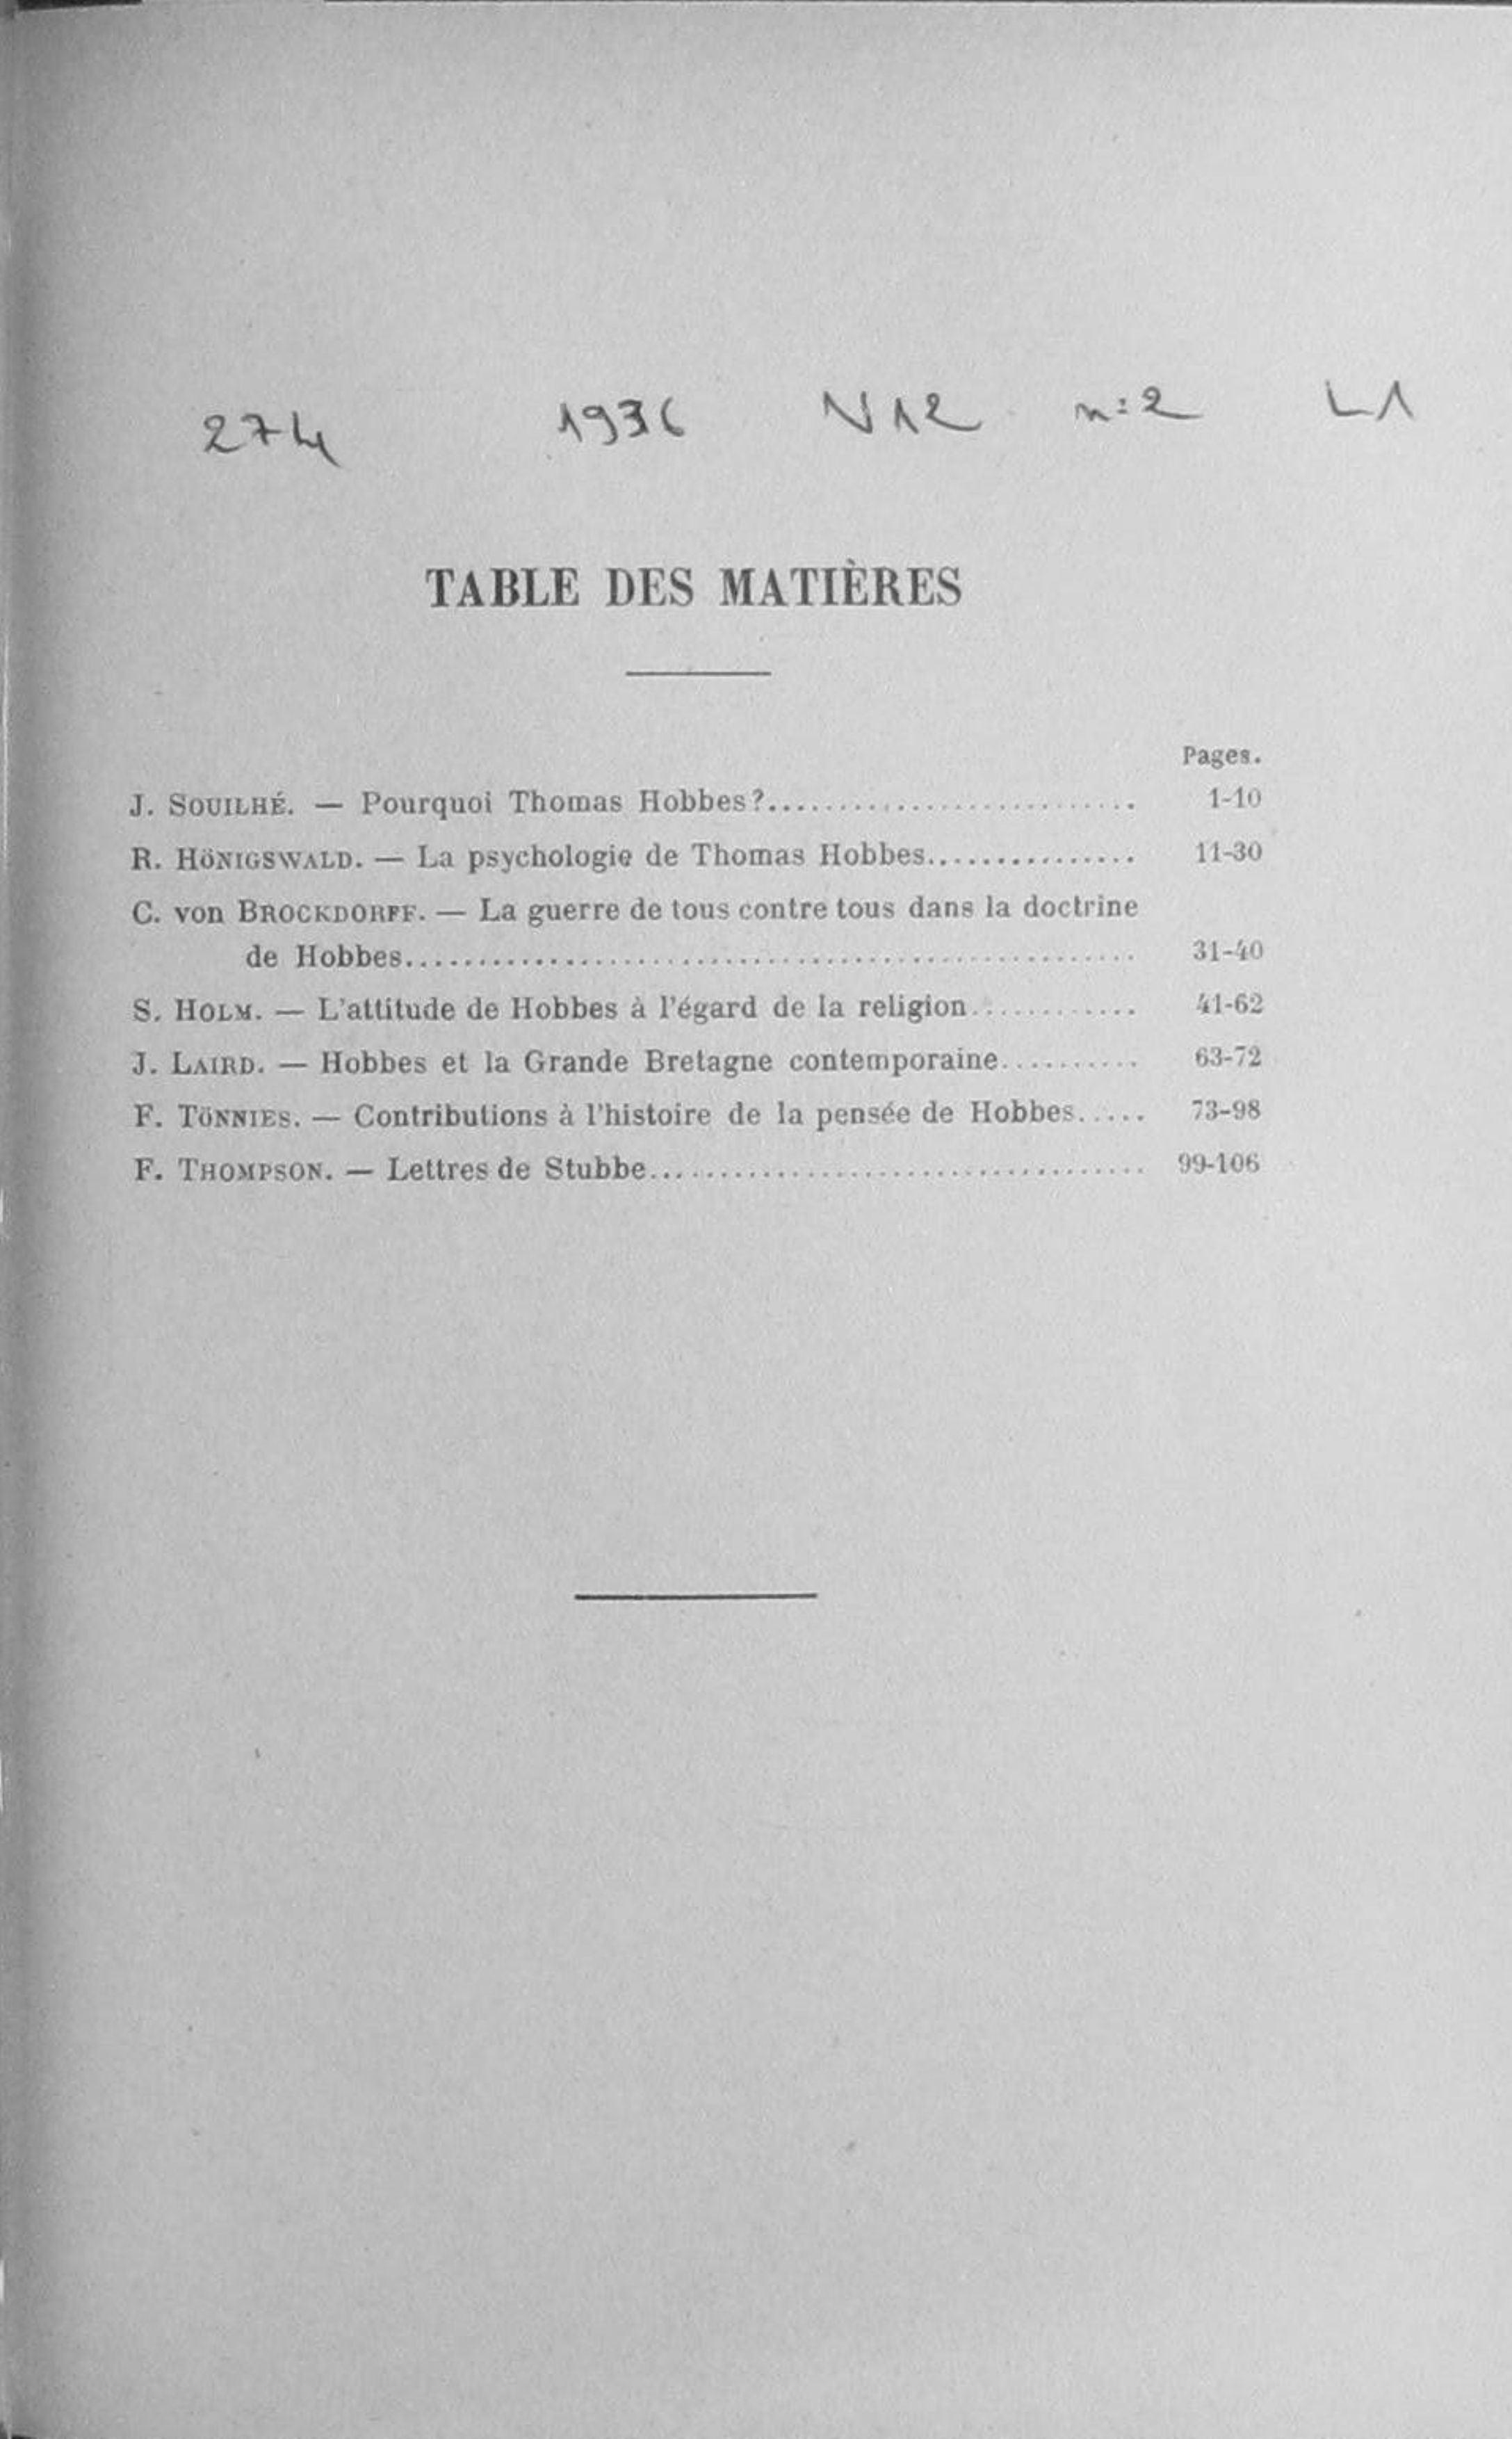 274 1936 V12 n=2 L1
TABLE DES MATIÈRES
Pages.
J. SOUILHÉ. — Pourquoi Thomas Hobbes?.......................... 1-10
R. HÖNIGSWALD. — La psychologie de Thomas Hobbes............... 11-30
C. von BROCKDORFF. — La guerre de tous contre tous dans la doctrine
de Hobbes.................................................... 31-40
S. HOLM. — L'attitude de Hobbes à l'égard de la religion............ 41-62
J. LAIRD. — Hobbes et la Grande Bretagne contemporaine.......... 63-72
F. TÖNNIES. — Contributions à l'histoire de la pensée de Hobbes..... 73-98
F. THOMPSON. — Lettres de Stubbe................................... 99-106